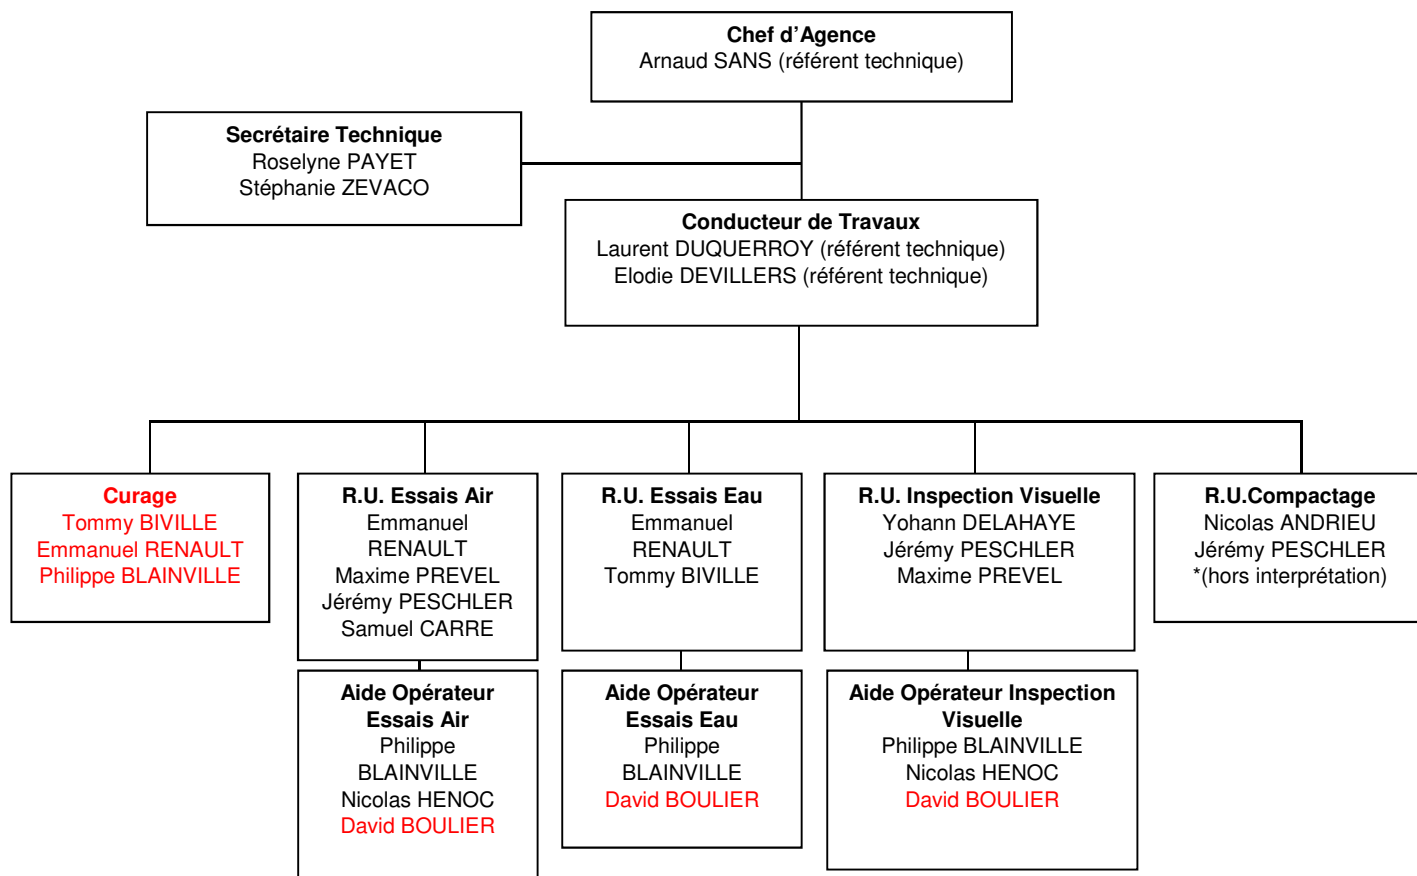 Chef d'Agence
Arnaud SANS (référent technique)
Secrétaire Technique
Roselyne PAYET
Stéphanie ZEVACO
Conducteur de Travaux
Laurent DUQUERROY (référent technique)
Elodie DEVILLERS (référent technique)
Curage
Tommy BIVILLE
Emmanuel RENAULT
Philippe BLAINVILLE
R.U. Essais Air
Emmanuel
RENAULT
Maxime PREVEL
Jérémy PESCHLER
Samuel CARRE
R.U. Essais Eau
Emmanuel
RENAULT
Tommy BIVILLE
R.U. Inspection Visuelle
Yohann DELAHAYE
Jérémy PESCHLER
Maxime PREVEL
R.U.Compactage
Nicolas ANDRIEU
Jérémy PESCHLER
*(hors interprétation)
Aide Opérateur
Essais Air
Philippe
BLAINVILLE
Nicolas HENOC
David BOULIER
Aide Opérateur
Essais Eau
Philippe
BLAINVILLE
David BOULIER
Aide Opérateur Inspection
Visuelle
Philippe BLAINVILLE
Nicolas HENOC
David BOULIER